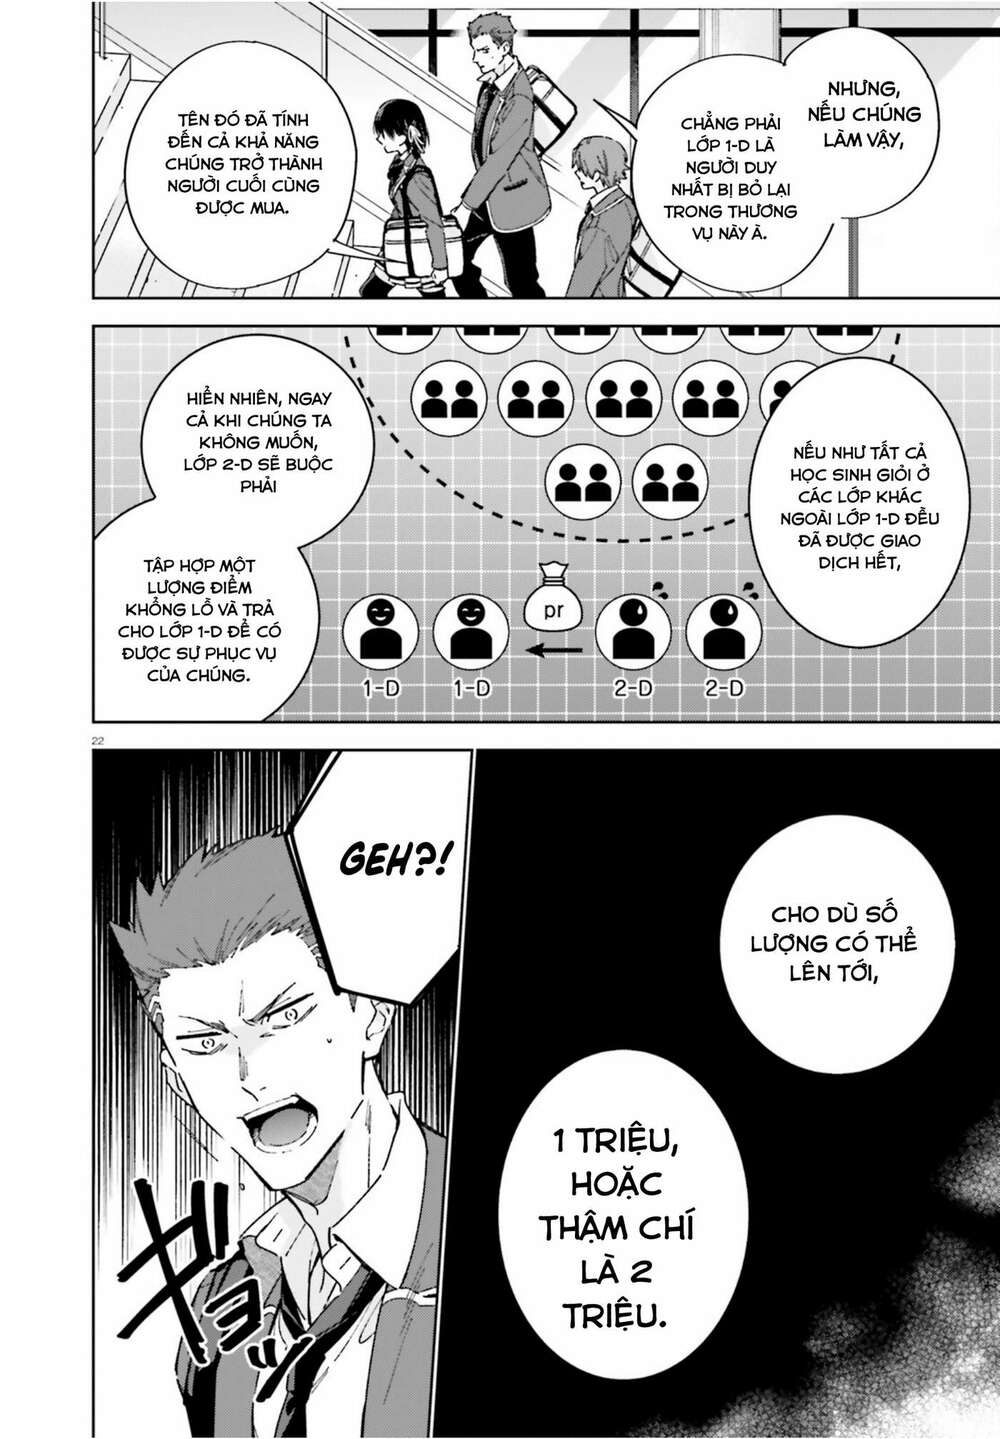 NHƯNG,
NẾU CHÚNG
LÀM VẬY,
CHẲNG PHẢI
LỚP 1-D LÀ
NGƯỜI DUY
NHẤT BỊ BỎ LẠI
TRONG THƯƠNG
VỤ NÀY À.
TÊN ĐÓ ĐÃ TÍNH
ĐẾN CẢ KHẢ NĂNG
CHÚNG TRỞ THÀNH
NGƯỜI CUỐI CÙNG
ĐƯỢC MUA.
NẾU NHƯ TẤT CẢ
HỌC SINH GIỎI Ở
CÁC LỚP KHÁC
NGOÀI LỚP 1-D ĐỀU
ĐÃ ĐƯỢC GIAO
DỊCH HẾT,
HIỂN NHIÊN, NGAY
CẢ KHI CHÚNG TA
KHÔNG MUỐN,
LỚP 2-D SẼ BUỘC
PHẢI
TẬP HỢP MỘT
LƯỢNG ĐIỂM
KHỔNG LỒ VÀ TRẢ
CHO LỚP 1-D ĐỂ CÓ
ĐƯỢC SỰ PHỤC VỤ
CỦA CHÚNG.
pr
1-D 1-D 2-D 2-D
22
CHO DÙ SỐ
LƯỢNG CÓ THỂ
LÊN TỚI,
1 TRIỆU,
HOẶC
THẬM CHÍ
LÀ 2
TRIỆU.
GEH?!
ギョッ